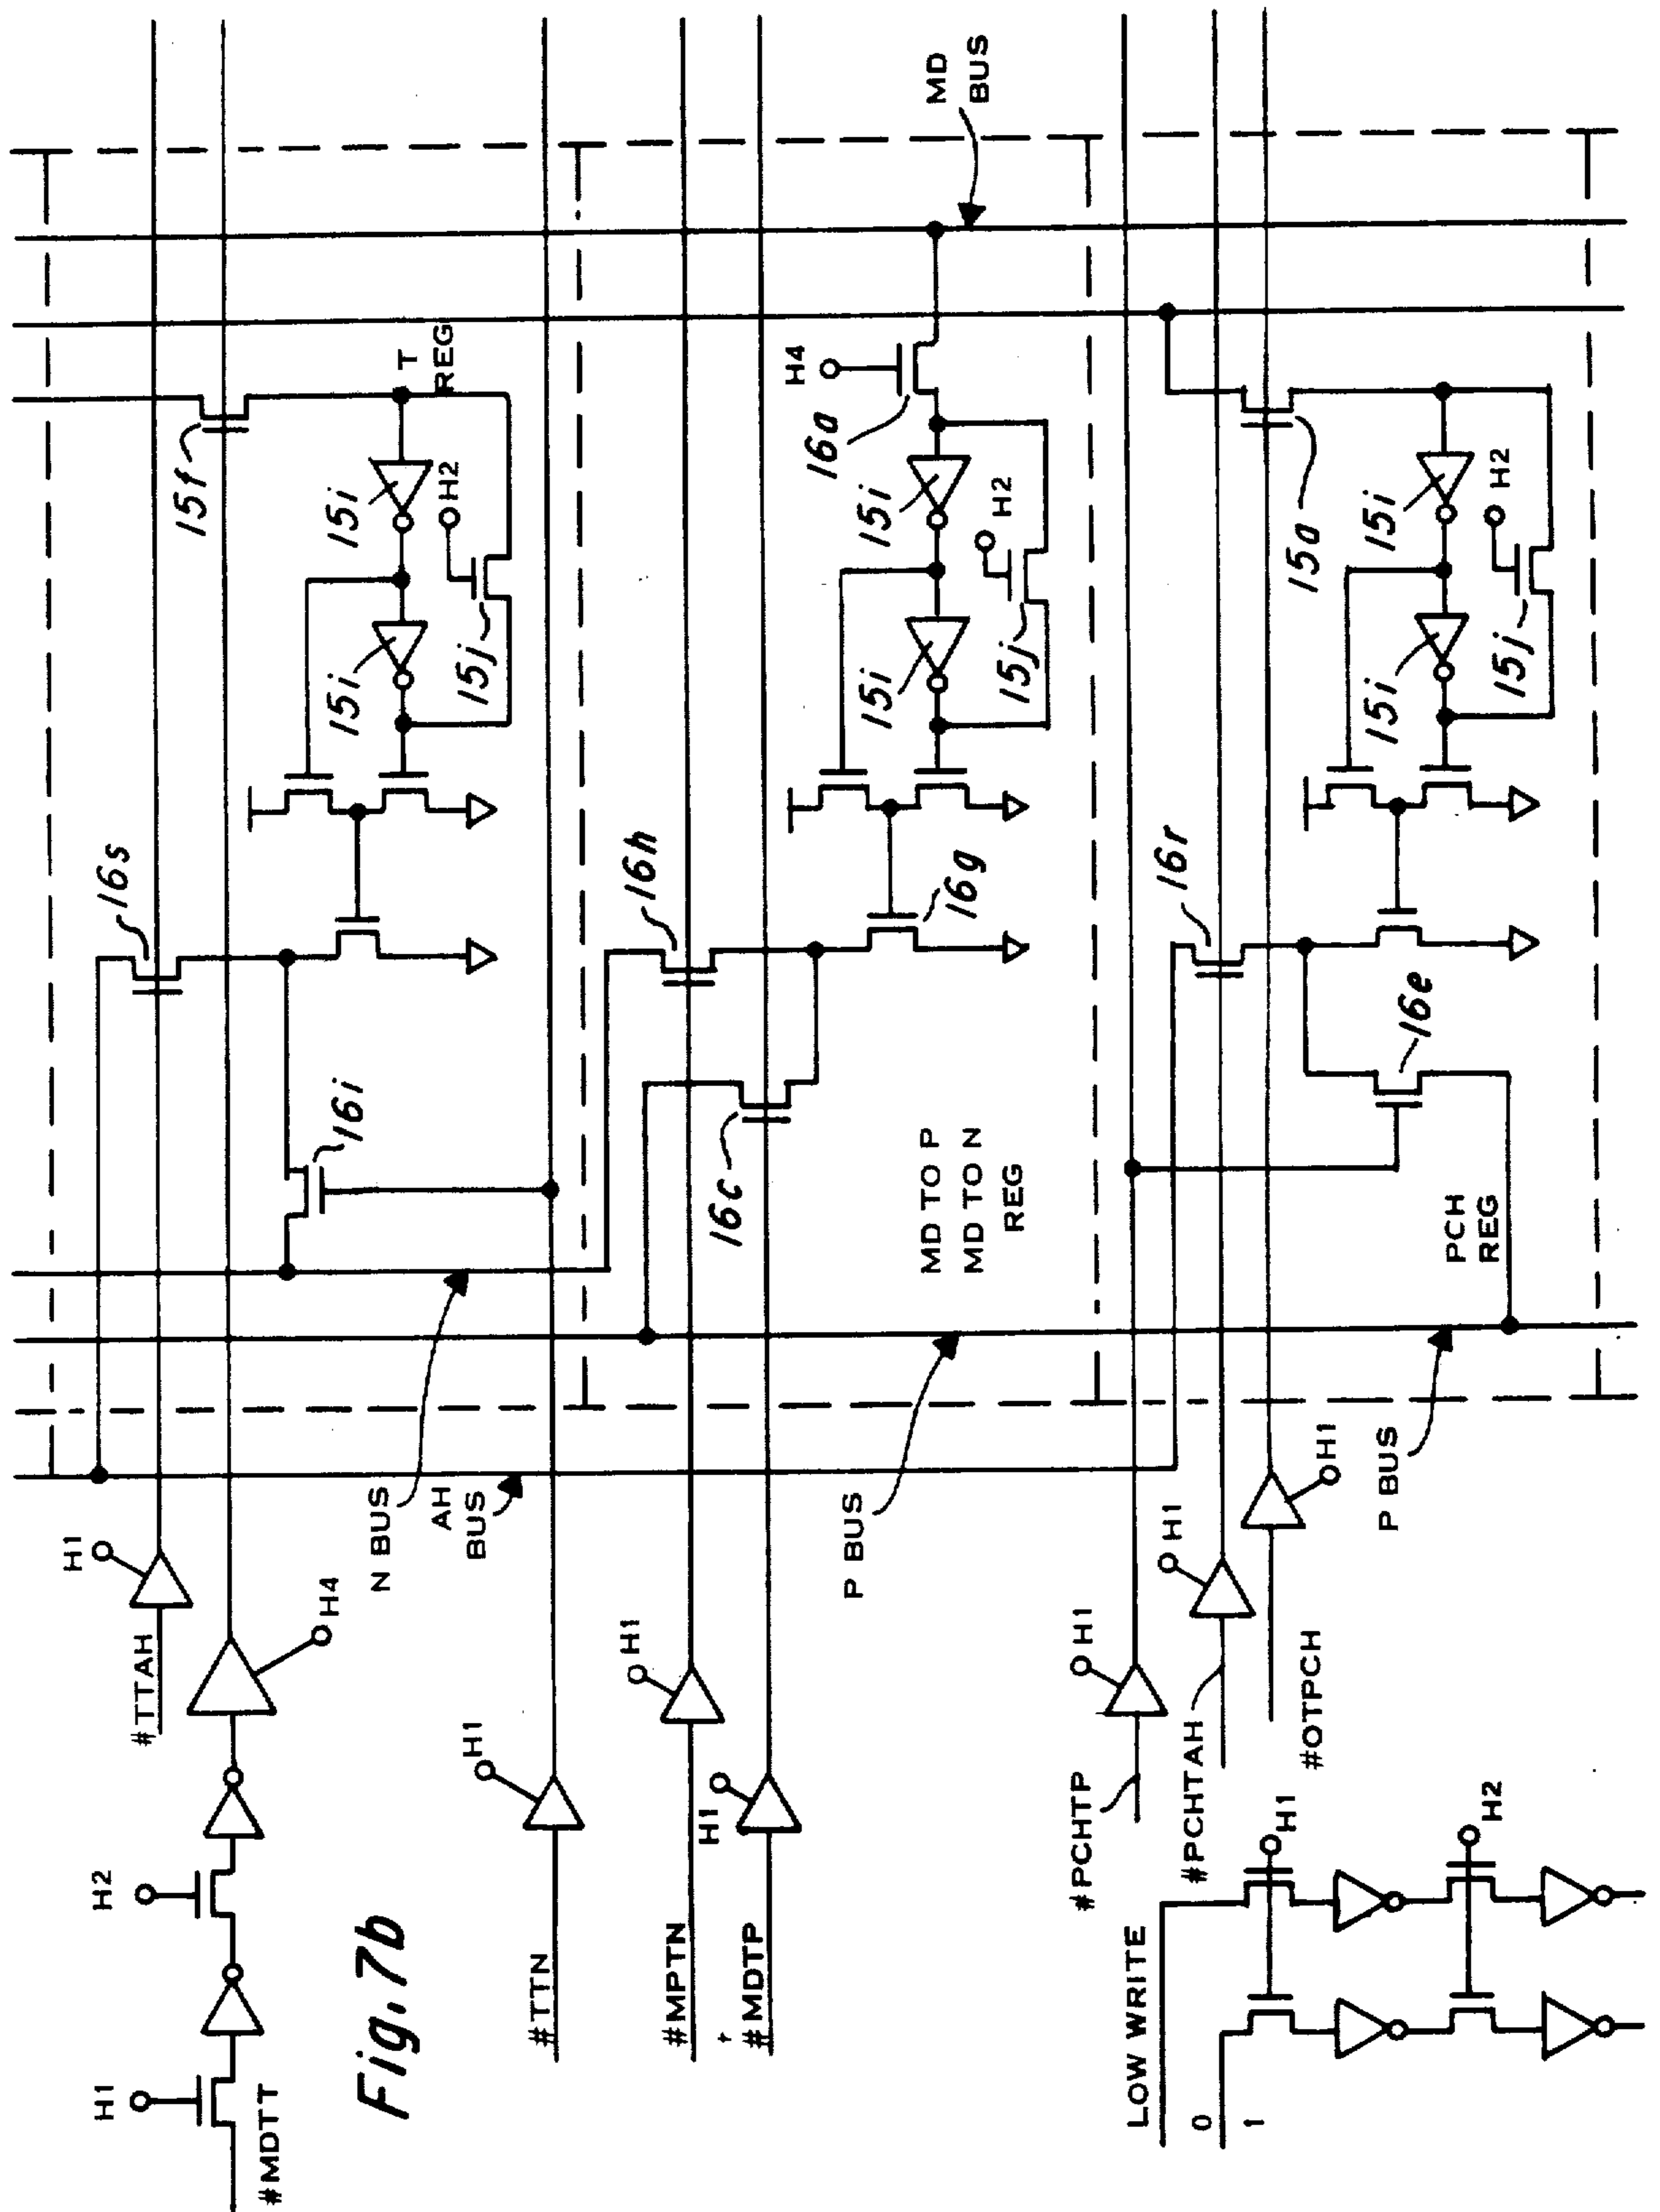 MD
BUS
15f
T
REG
15i
H2
15i
15j
16s
16i
H4
16a
15i
H2
15i
15j
16h
16g
16c
MD TO P
MD TO N
REG
15a
15i
H2
15i
15j
16r
16e
PCH
REG
N BUS
AH
BUS
P BUS
P BUS
H1
#TTAH
H4
H2
H1
#MDTT
Fig. 7b
H1
#TTN
H1
#MPTN
H1
#MDTP
H1
#PCHTP
H1
#PCHTAH
H1
#OTPCH
LOW WRITE
0
1
H1
H2